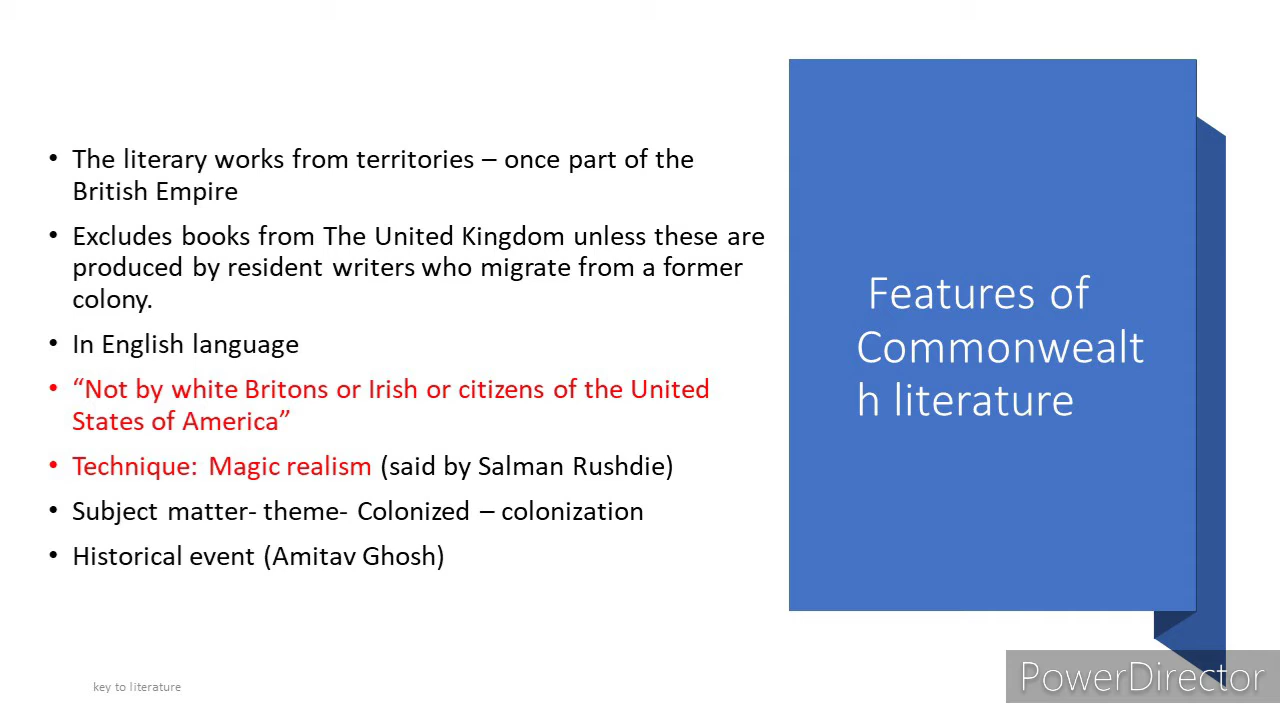 • The literary works from territories – once part of the
British Empire
• Excludes books from The United Kingdom unless these are
produced by resident writers who migrate from a former
colony.
• In English language
• “Not by white Britons or Irish or citizens of the United
States of America”
• Technique: Magic realism (said by Salman Rushdie)
• Subject matter- theme- Colonized – colonization
• Historical event (Amitav Ghosh)
Features of
Commonwealt
h literature
key to literature
PowerDirector